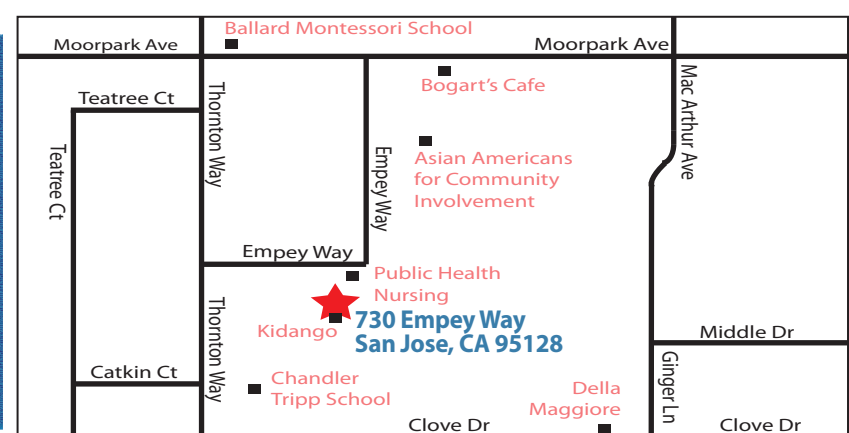 Ballard Montessori School
Moorpark Ave
Moorpark Ave
Bogart's Cafe
Teatree Ct
Thornton Way
Mac Arthur Ave
Teatree Ct
Empey Way
Asian Americans
for Community
Involvement
Empey Way
Public Health
Nursing
Thornton Way
Kidango
730 Empey Way
San Jose, CA 95128
Middle Dr
Catkin Ct
Chandler
Tripp School
Ginger Ln
Della
Maggiore
Clove Dr
Clove Dr